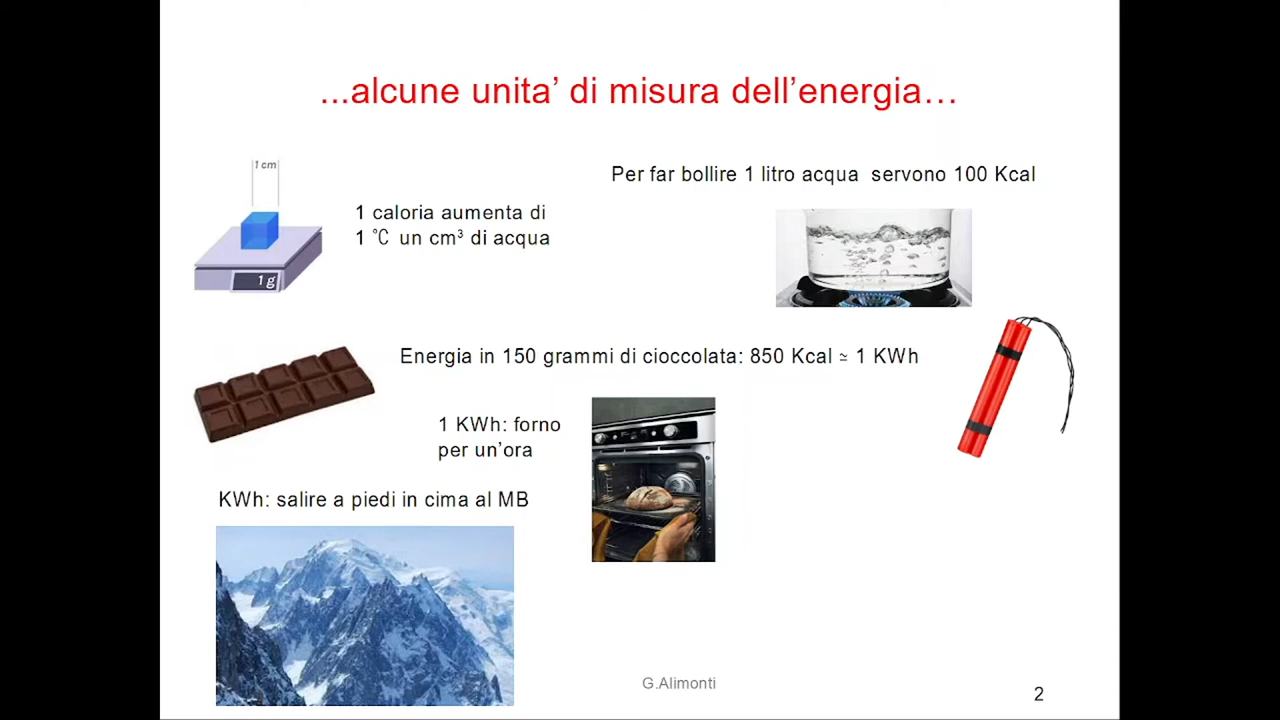 ...alcune unita’ di misura dell’energia…
1 cm
Per far bollire 1 litro acqua servono 100 Kcal
1 caloria aumenta di
1 ℃ un cm³ di acqua
1 g
Energia in 150 grammi di cioccolata: 850 Kcal ≃ 1 KWh
1 KWh: forno
per un’ora
KWh: salire a piedi in cima al MB
G.Alimonti
2